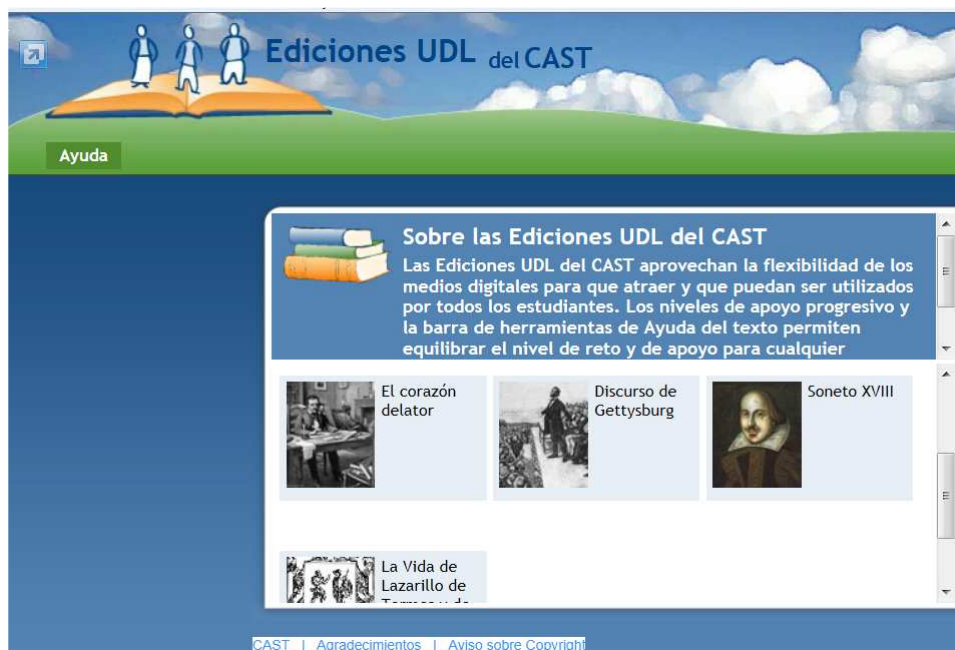 Ediciones UDL del CAST
Ayuda
Sobre las Ediciones UDL del CAST
Las Ediciones UDL del CAST aprovechan la flexibilidad de los
medios digitales para que atraer y que puedan ser utilizados
por todos los estudiantes. Los niveles de apoyo progresivo y
la barra de herramientas de Ayuda del texto permiten
equilibrar el nivel de reto y de apoyo para cualquier
El corazón
delator
Discurso de
Gettysburg
Soneto XVIII
La Vida de
Lazarillo de
Tormes y de
CAST | Agradecimientos | Aviso sobre Copyright